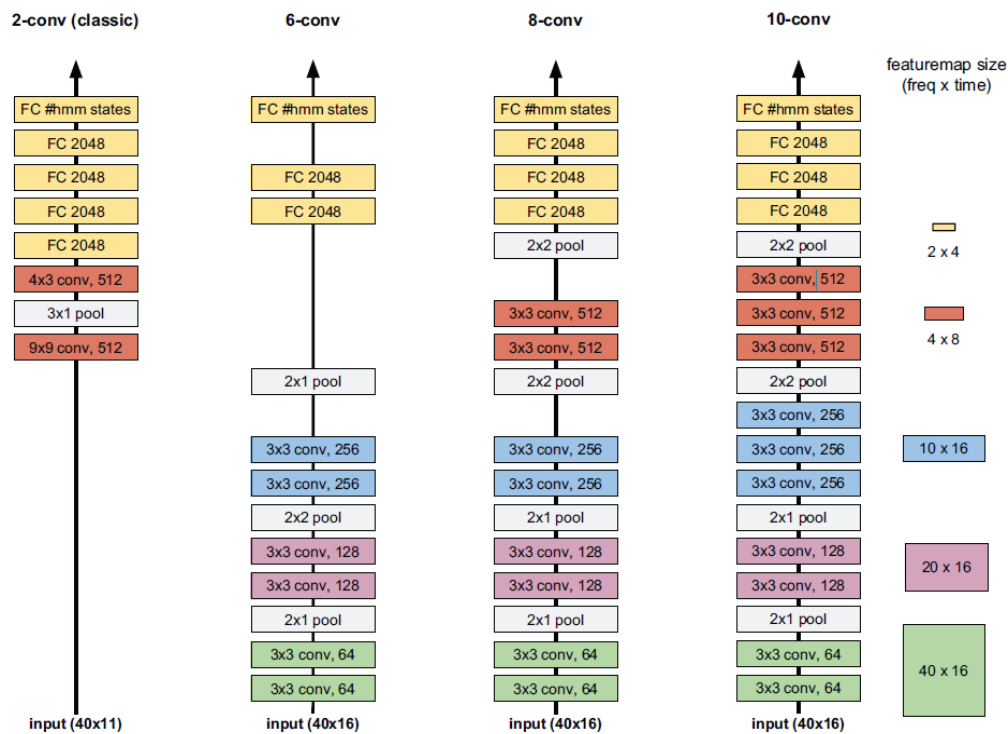 2-conv (classic)
FC #hmm states
FC 2048
FC 2048
FC 2048
FC 2048
4x3 conv, 512
3x1 pool
9x9 conv, 512
input (40x11)
6-conv
FC #hmm states
FC 2048
FC 2048
2x1 pool
3x3 conv, 256
3x3 conv, 256
2x2 pool
3x3 conv, 128
3x3 conv, 128
2x1 pool
3x3 conv, 64
3x3 conv, 64
input (40x16)
8-conv
FC #hmm states
FC 2048
FC 2048
FC 2048
2x2 pool
3x3 conv, 512
3x3 conv, 512
2x2 pool
3x3 conv, 256
3x3 conv, 256
2x1 pool
3x3 conv, 128
3x3 conv, 128
2x1 pool
3x3 conv, 64
3x3 conv, 64
input (40x16)
10-conv
FC #hmm states
FC 2048
FC 2048
FC 2048
2x2 pool
3x3 conv, 512
3x3 conv, 512
3x3 conv, 512
2x2 pool
3x3 conv, 256
3x3 conv, 256
3x3 conv, 256
2x1 pool
3x3 conv, 128
3x3 conv, 128
2x1 pool
3x3 conv, 64
3x3 conv, 64
input (40x16)
featuremap size
(freq x time)
2 x 4
4 x 8
10 x 16
20 x 16
40 x 16